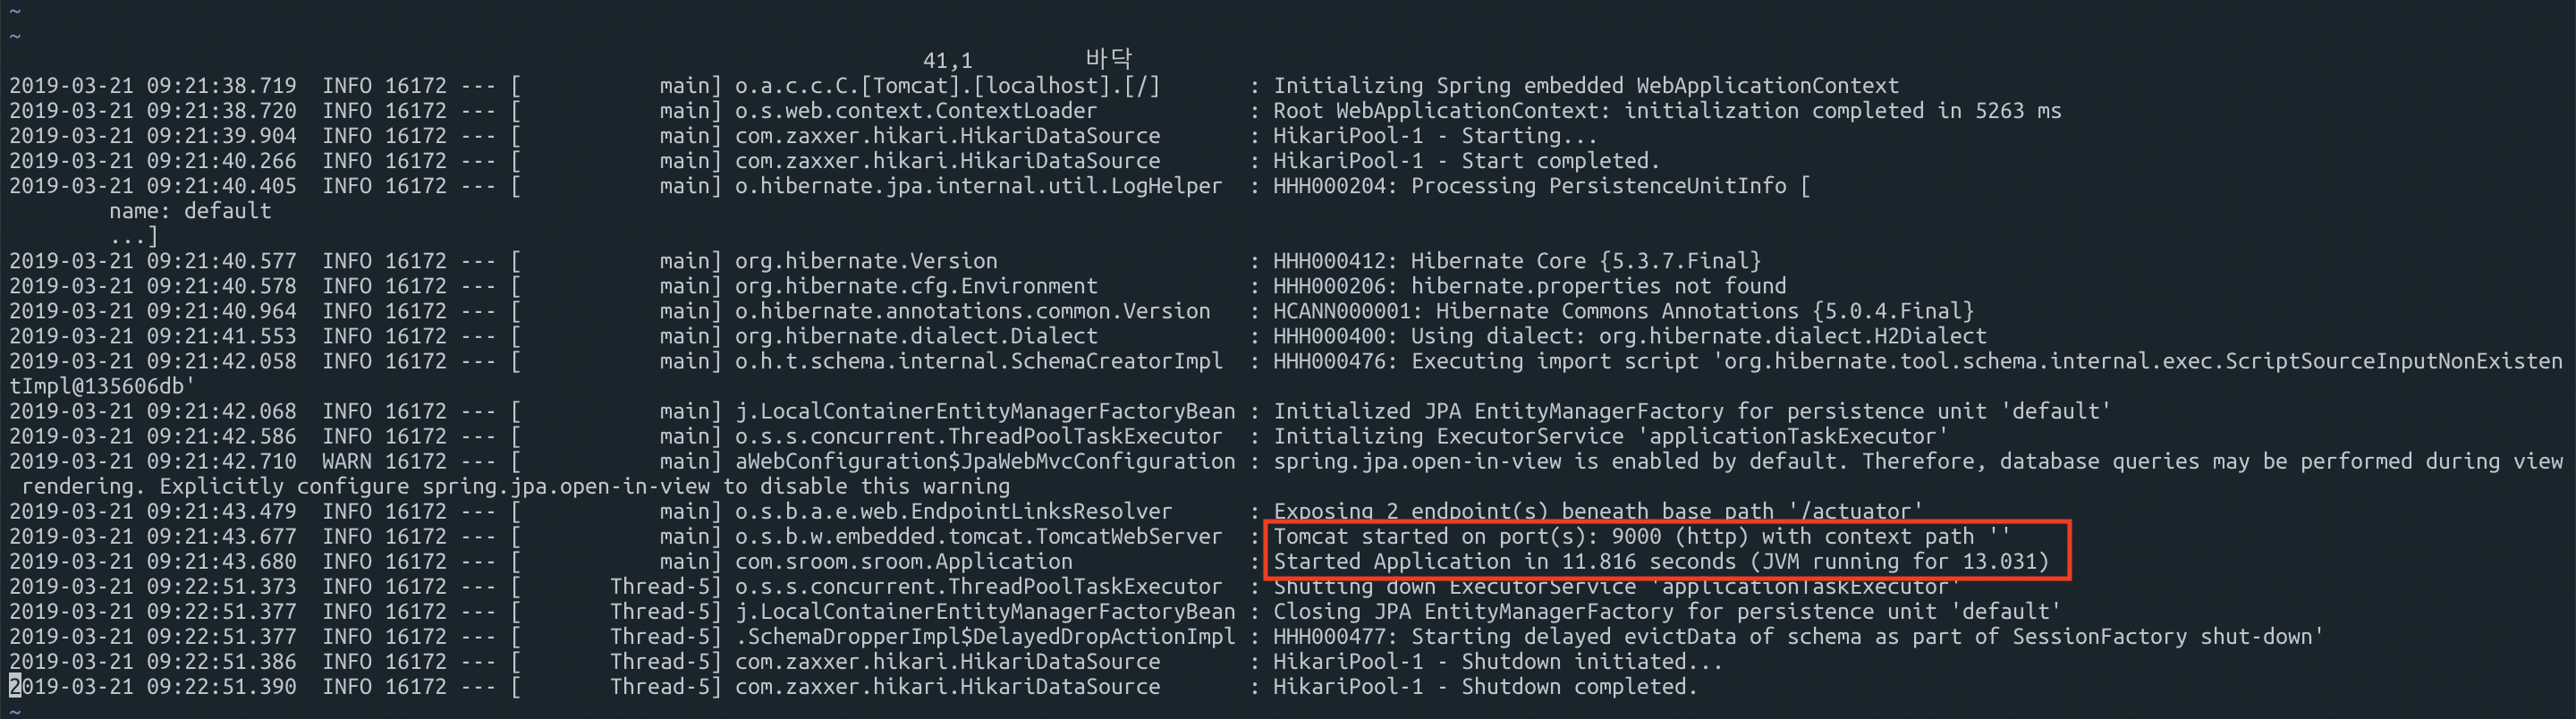 ~
~
41,1 바닥
2019-03-21 09:21:38.719  INFO 16172 --- [           main] o.a.c.c.C.[Tomcat].[localhost].[/]       : Initializing Spring embedded WebApplicationContext
2019-03-21 09:21:38.720  INFO 16172 --- [           main] o.s.web.context.ContextLoader            : Root WebApplicationContext: initialization completed in 5263 ms
2019-03-21 09:21:39.904  INFO 16172 --- [           main] com.zaxxer.hikari.HikariDataSource       : HikariPool-1 - Starting...
2019-03-21 09:21:40.266  INFO 16172 --- [           main] com.zaxxer.hikari.HikariDataSource       : HikariPool-1 - Start completed.
2019-03-21 09:21:40.405  INFO 16172 --- [           main] o.hibernate.jpa.internal.util.LogHelper  : HHH000204: Processing PersistenceUnitInfo [
        name: default
        ...]
2019-03-21 09:21:40.577  INFO 16172 --- [           main] org.hibernate.Version                    : HHH000412: Hibernate Core {5.3.7.Final}
2019-03-21 09:21:40.578  INFO 16172 --- [           main] org.hibernate.cfg.Environment            : HHH000206: hibernate.properties not found
2019-03-21 09:21:40.964  INFO 16172 --- [           main] o.hibernate.annotations.common.Version   : HCANN000001: Hibernate Commons Annotations {5.0.4.Final}
2019-03-21 09:21:41.553  INFO 16172 --- [           main] org.hibernate.dialect.Dialect            : HHH000400: Using dialect: org.hibernate.dialect.H2Dialect
2019-03-21 09:21:42.058  INFO 16172 --- [           main] o.h.t.schema.internal.SchemaCreatorImpl  : HHH000476: Executing import script 'org.hibernate.tool.schema.internal.exec.ScriptSourceInputNonExisten
tImpl@135606db'
2019-03-21 09:21:42.068  INFO 16172 --- [           main] j.LocalContainerEntityManagerFactoryBean : Initialized JPA EntityManagerFactory for persistence unit 'default'
2019-03-21 09:21:42.586  INFO 16172 --- [           main] o.s.s.concurrent.ThreadPoolTaskExecutor  : Initializing ExecutorService 'applicationTaskExecutor'
2019-03-21 09:21:42.710  WARN 16172 --- [           main] aWebConfiguration$JpaWebMvcConfiguration : spring.jpa.open-in-view is enabled by default. Therefore, database queries may be performed during view
 rendering. Explicitly configure spring.jpa.open-in-view to disable this warning
2019-03-21 09:21:43.479  INFO 16172 --- [           main] o.s.b.a.e.web.EndpointLinksResolver      : Exposing 2 endpoint(s) beneath base path '/actuator'
2019-03-21 09:21:43.677  INFO 16172 --- [           main] o.s.b.w.embedded.tomcat.TomcatWebServer  : Tomcat started on port(s): 9000 (http) with context path ''
2019-03-21 09:21:43.680  INFO 16172 --- [           main] com.sroom.sroom.Application              : Started Application in 11.816 seconds (JVM running for 13.031)
2019-03-21 09:22:51.373  INFO 16172 --- [       Thread-5] o.s.s.concurrent.ThreadPoolTaskExecutor  : Shutting down ExecutorService 'applicationTaskExecutor'
2019-03-21 09:22:51.377  INFO 16172 --- [       Thread-5] j.LocalContainerEntityManagerFactoryBean : Closing JPA EntityManagerFactory for persistence unit 'default'
2019-03-21 09:22:51.377  INFO 16172 --- [       Thread-5] .SchemaDropperImpl$DelayedDropActionImpl : HHH000477: Starting delayed evictData of schema as part of SessionFactory shut-down'
2019-03-21 09:22:51.386  INFO 16172 --- [       Thread-5] com.zaxxer.hikari.HikariDataSource       : HikariPool-1 - Shutdown initiated...
2019-03-21 09:22:51.390  INFO 16172 --- [       Thread-5] com.zaxxer.hikari.HikariDataSource       : HikariPool-1 - Shutdown completed.
~